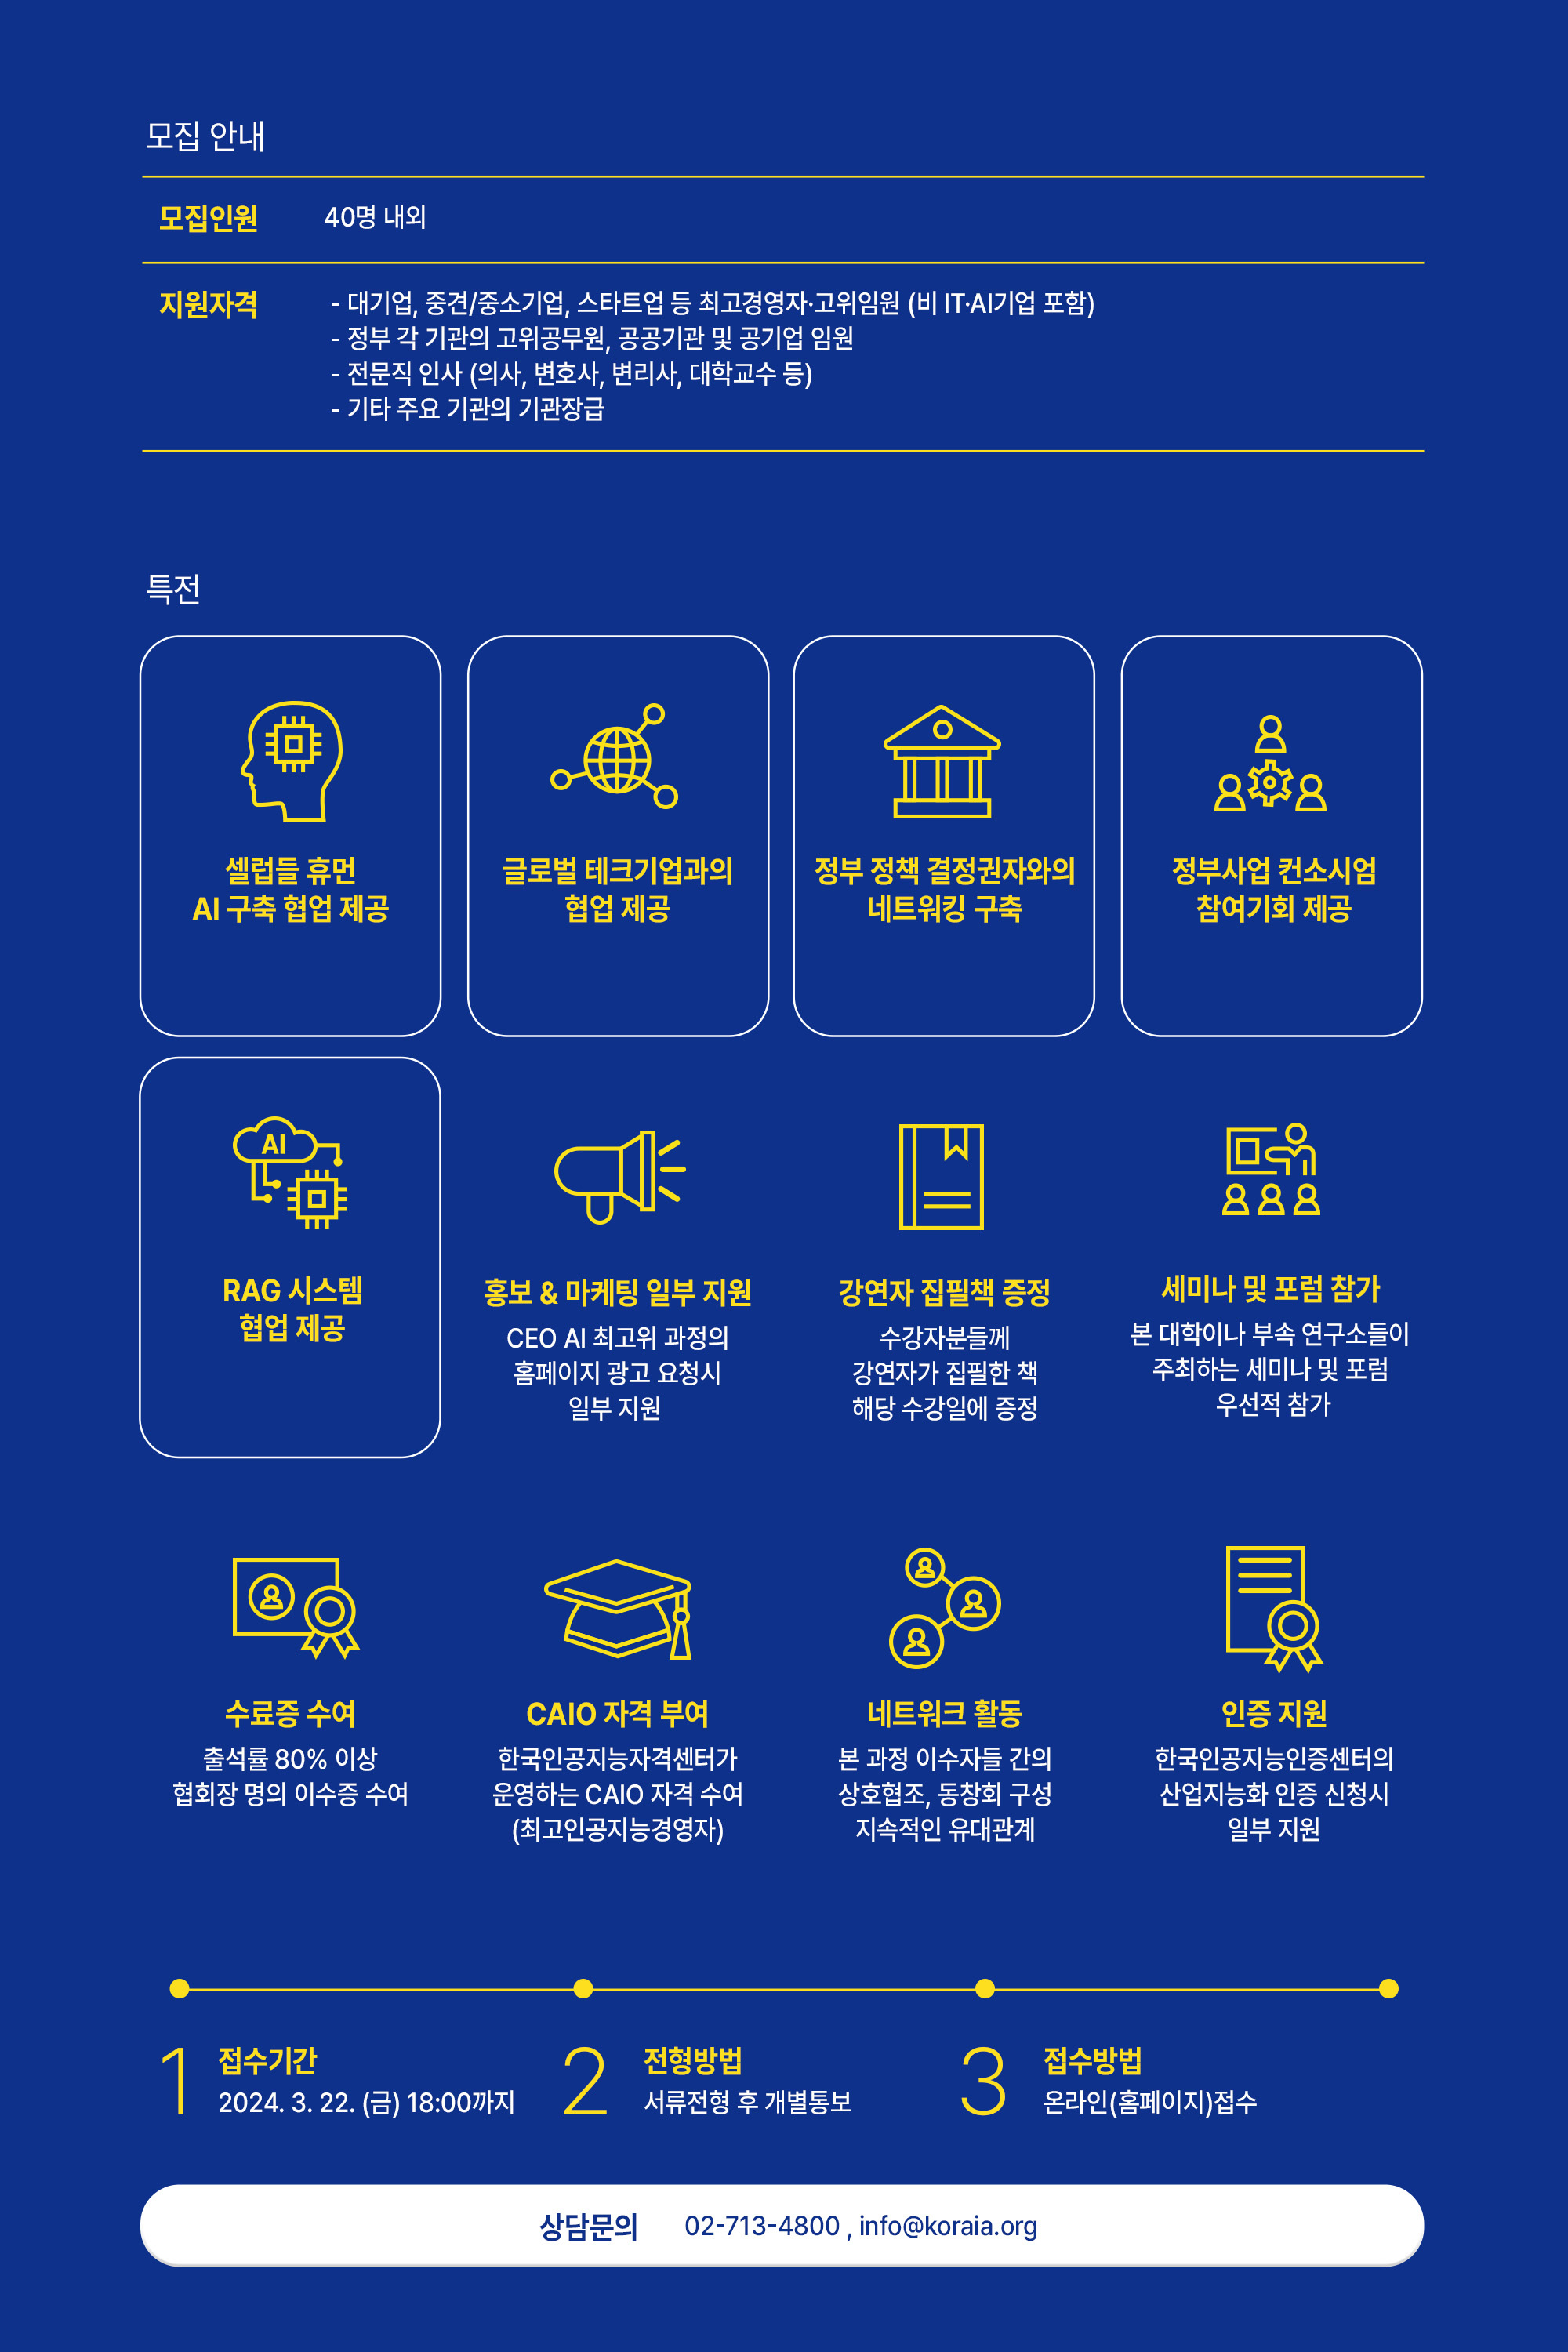 모집 안내
모집인원
40명 내외
지원자격
- 대기업, 중견/중소기업, 스타트업 등 최고경영자·고위임원 (비 IT·AI기업 포함)
- 정부 각 기관의 고위공무원, 공공기관 및 공기업 임원
- 전문직 인사 (의사, 변호사, 변리사, 대학교수 등)
- 기타 주요 기관의 기관장급
특전
셀럽들 휴먼
AI 구축 협업 제공
글로벌 테크기업과의
협업 제공
정부 정책 결정권자와의
네트워킹 구축
정부사업 컨소시엄
참여기회 제공
AI
RAG 시스템
협업 제공
홍보 & 마케팅 일부 지원
CEO AI 최고위 과정의
홈페이지 광고 요청시
일부 지원
강연자 집필책 증정
수강자분들께
강연자가 집필한 책
해당 수강일에 증정
세미나 및 포럼 참가
본 대학이나 부속 연구소들이
주최하는 세미나 및 포럼
우선적 참가
수료증 수여
출석률 80% 이상
협회장 명의 이수증 수여
CAIO 자격 부여
한국인공지능자격센터가
운영하는 CAIO 자격 수여
(최고인공지능경영자)
네트워크 활동
본 과정 이수자들 간의
상호협조, 동창회 구성
지속적인 유대관계
인증 지원
한국인공지능인증센터의
산업지능화 인증 신청시
일부 지원
1
접수기간
2024. 3. 22. (금) 18:00까지
2
전형방법
서류전형 후 개별통보
3
접수방법
온라인(홈페이지)접수
상담문의
02-713-4800 , info@koraia.org